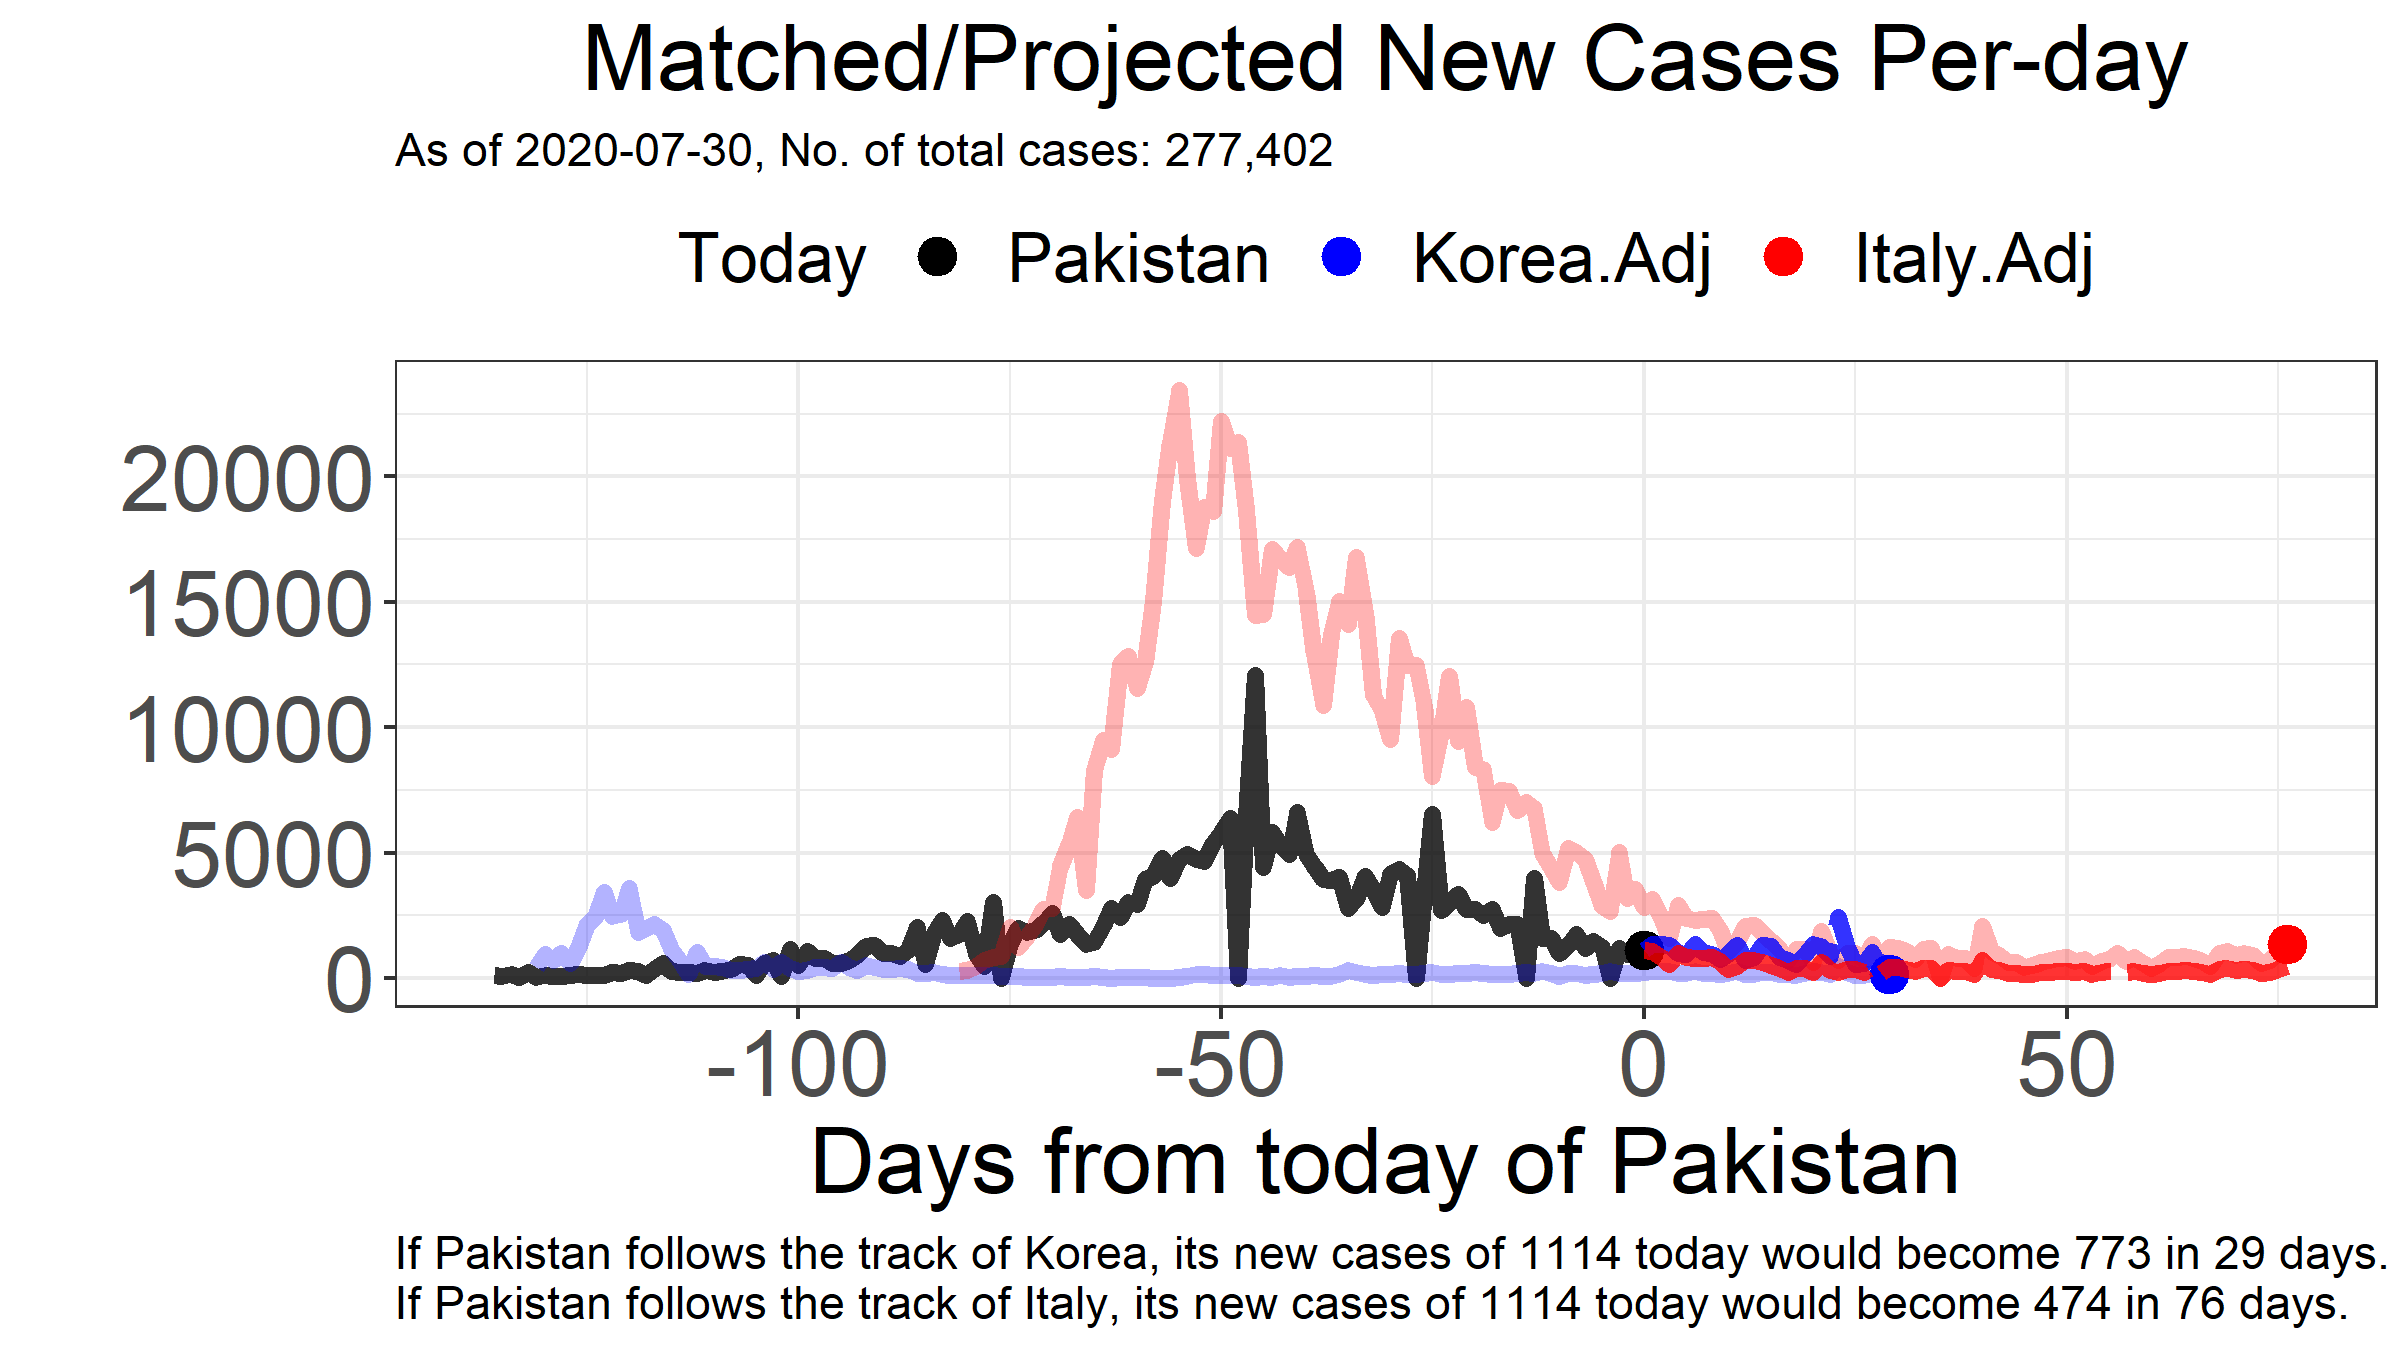 Matched/Projected New Cases Per-day
As of 2020-07-30, No. of total cases: 277,402
Today Pakistan Korea.Adj Italy.Adj
20000
15000
10000
5000
0
-100 -50 0 50
Days from today of Pakistan
If Pakistan follows the track of Korea, its new cases of 1114 today would become 773 in 29 days.
If Pakistan follows the track of Italy, its new cases of 1114 today would become 474 in 76 days.